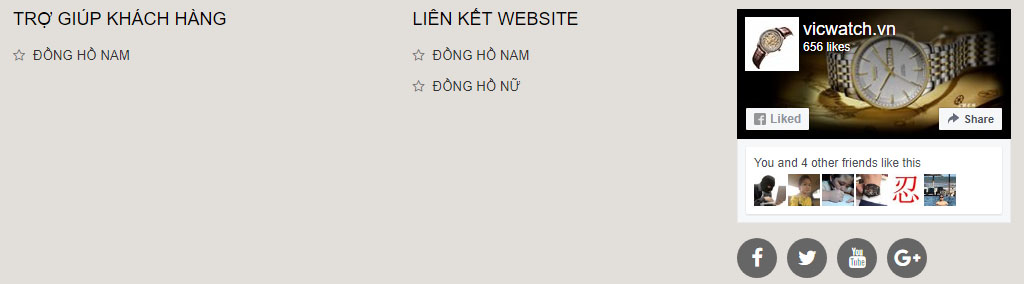 TRỢ GIÚP KHÁCH HÀNG
ĐỒNG HỒ NAM
LIÊN KẾT WEBSITE
ĐỒNG HỒ NAM
ĐỒNG HỒ NỮ
vicwatch.vn
656 likes
Liked
Share
You and 4 other friends like this
忍
You
Tube
G+